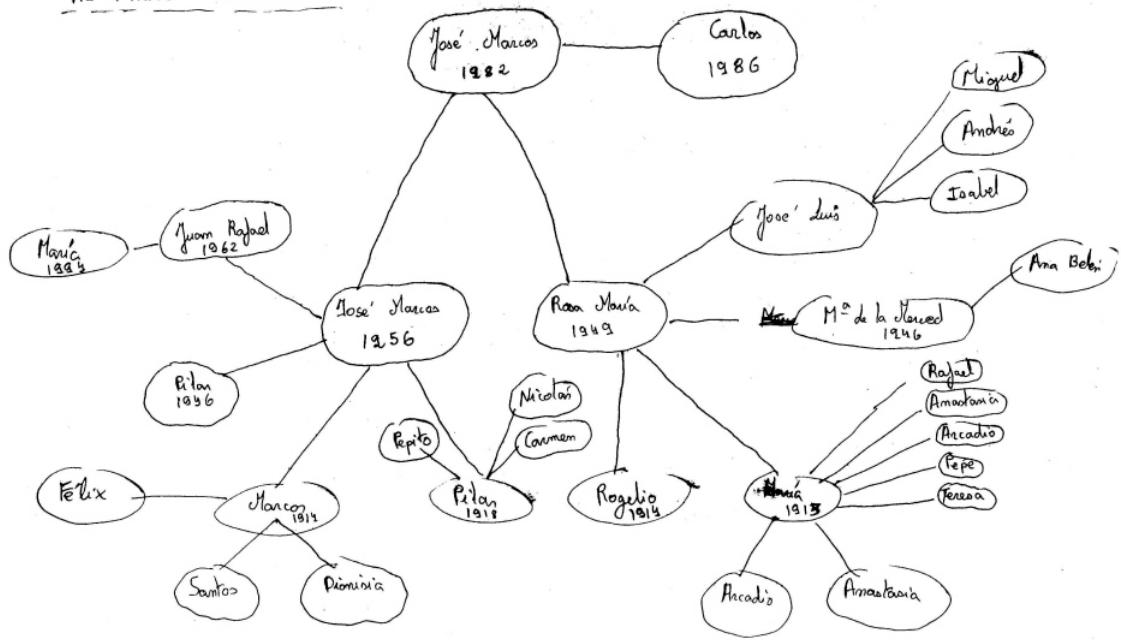 José Marcos
1982
Carlos
1986
Miguel
Andrés
Isabel
José Luis
Juan Rafael
1962
María
Ana Belén
José Marcos
1956
Rosa María
1949
Mª de la Merced
1946
Pilar
Rafael
Anastasia
Arcadio
Pepe
Teresa
Nicolás
Pepito
Carmen
Félix
Marcos
1914
Pilar
1918
Rogelio
1914
María
Santos
Dionisia
Arcadio
Anastasia